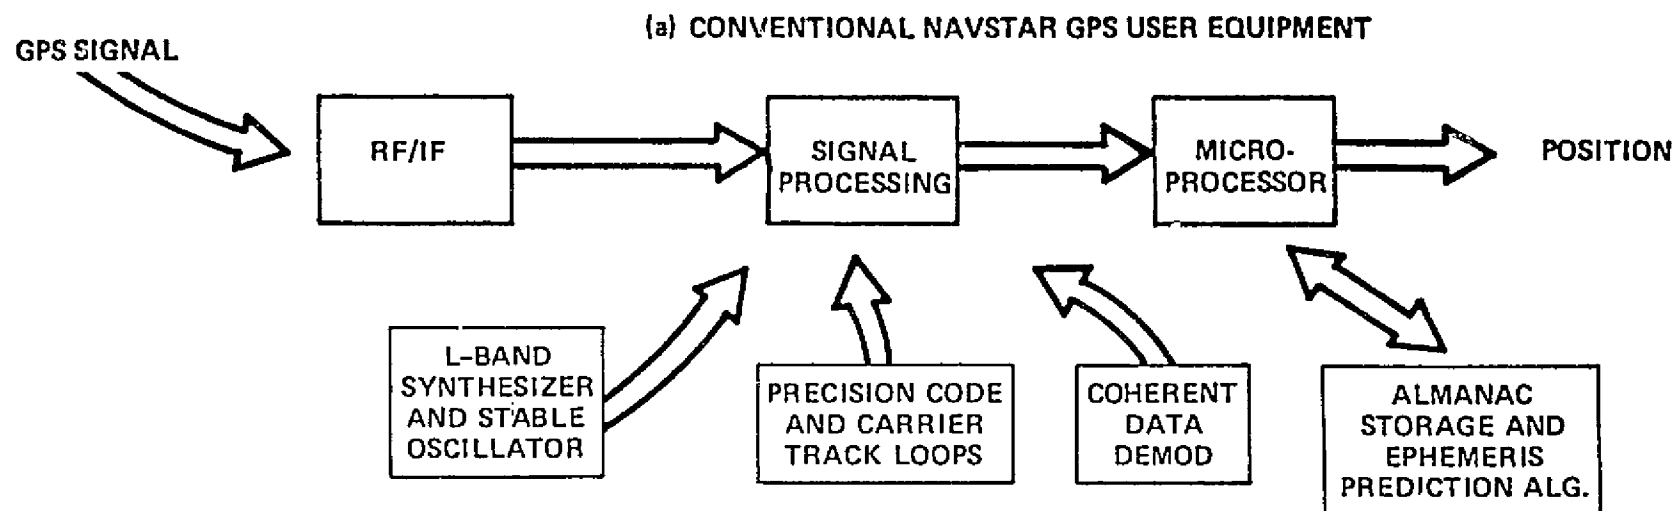 (a) CONVENTIONAL NAVSTAR GPS USER EQUIPMENT
GPS SIGNAL
RF/IF
SIGNAL
PROCESSING
MICRO-
PROCESSOR
POSITION
L-BAND
SYNTHESIZER
AND STABLE
OSCILLATOR
PRECISION CODE
AND CARRIER
TRACK LOOPS
COHERENT
DATA
DEMOD
ALMANAC
STORAGE AND
EPHEMERIS
PREDICTION ALG.